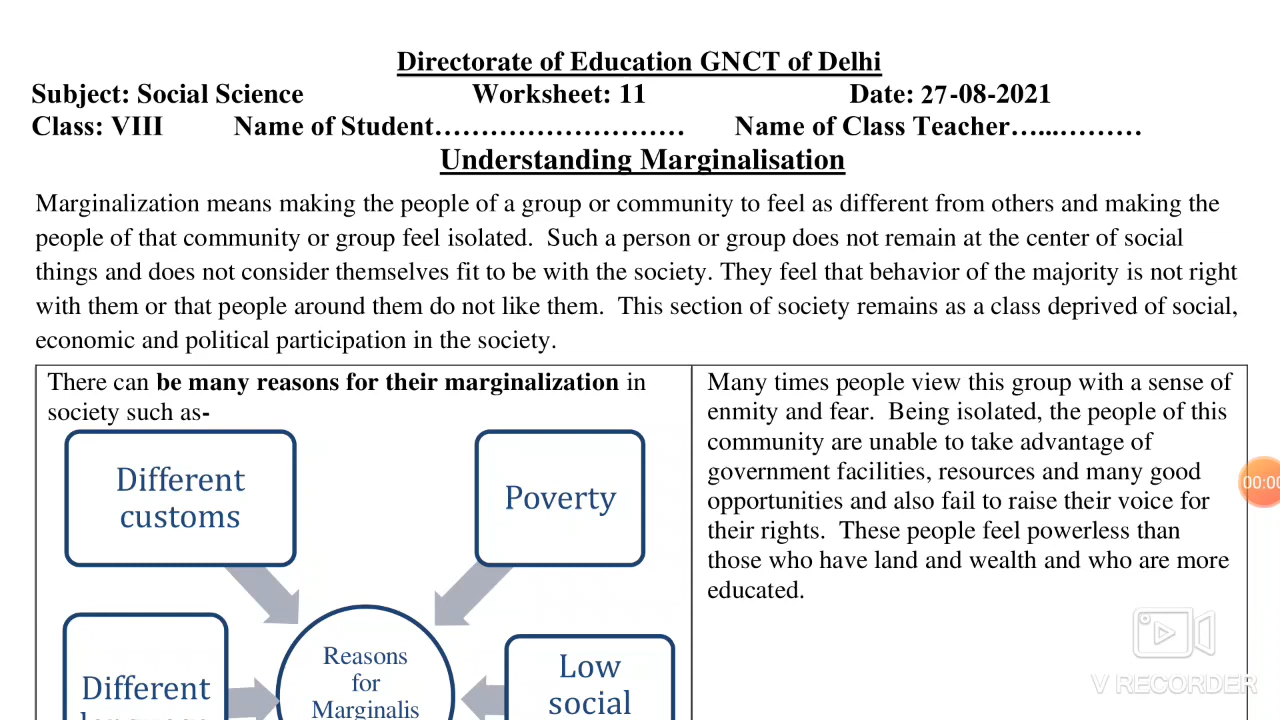 Directorate of Education GNCT of Delhi
Subject: Social Science Worksheet: 11 Date: 27-08-2021
Class: VIII Name of Student……………………… Name of Class Teacher…...………
Understanding Marginalisation
Marginalization means making the people of a group or community to feel as different from others and making the
people of that community or group feel isolated. Such a person or group does not remain at the center of social
things and does not consider themselves fit to be with the society. They feel that behavior of the majority is not right
with them or that people around them do not like them. This section of society remains as a class deprived of social,
economic and political participation in the society.
There can be many reasons for their marginalization in
society such as-
Different
customs
Poverty
Different
language
Reasons
for
Marginalis
Low
social
Many times people view this group with a sense of
enmity and fear. Being isolated, the people of this
community are unable to take advantage of
government facilities, resources and many good
opportunities and also fail to raise their voice for
their rights. These people feel powerless than
those who have land and wealth and who are more
educated.
00:00
V RECORDER